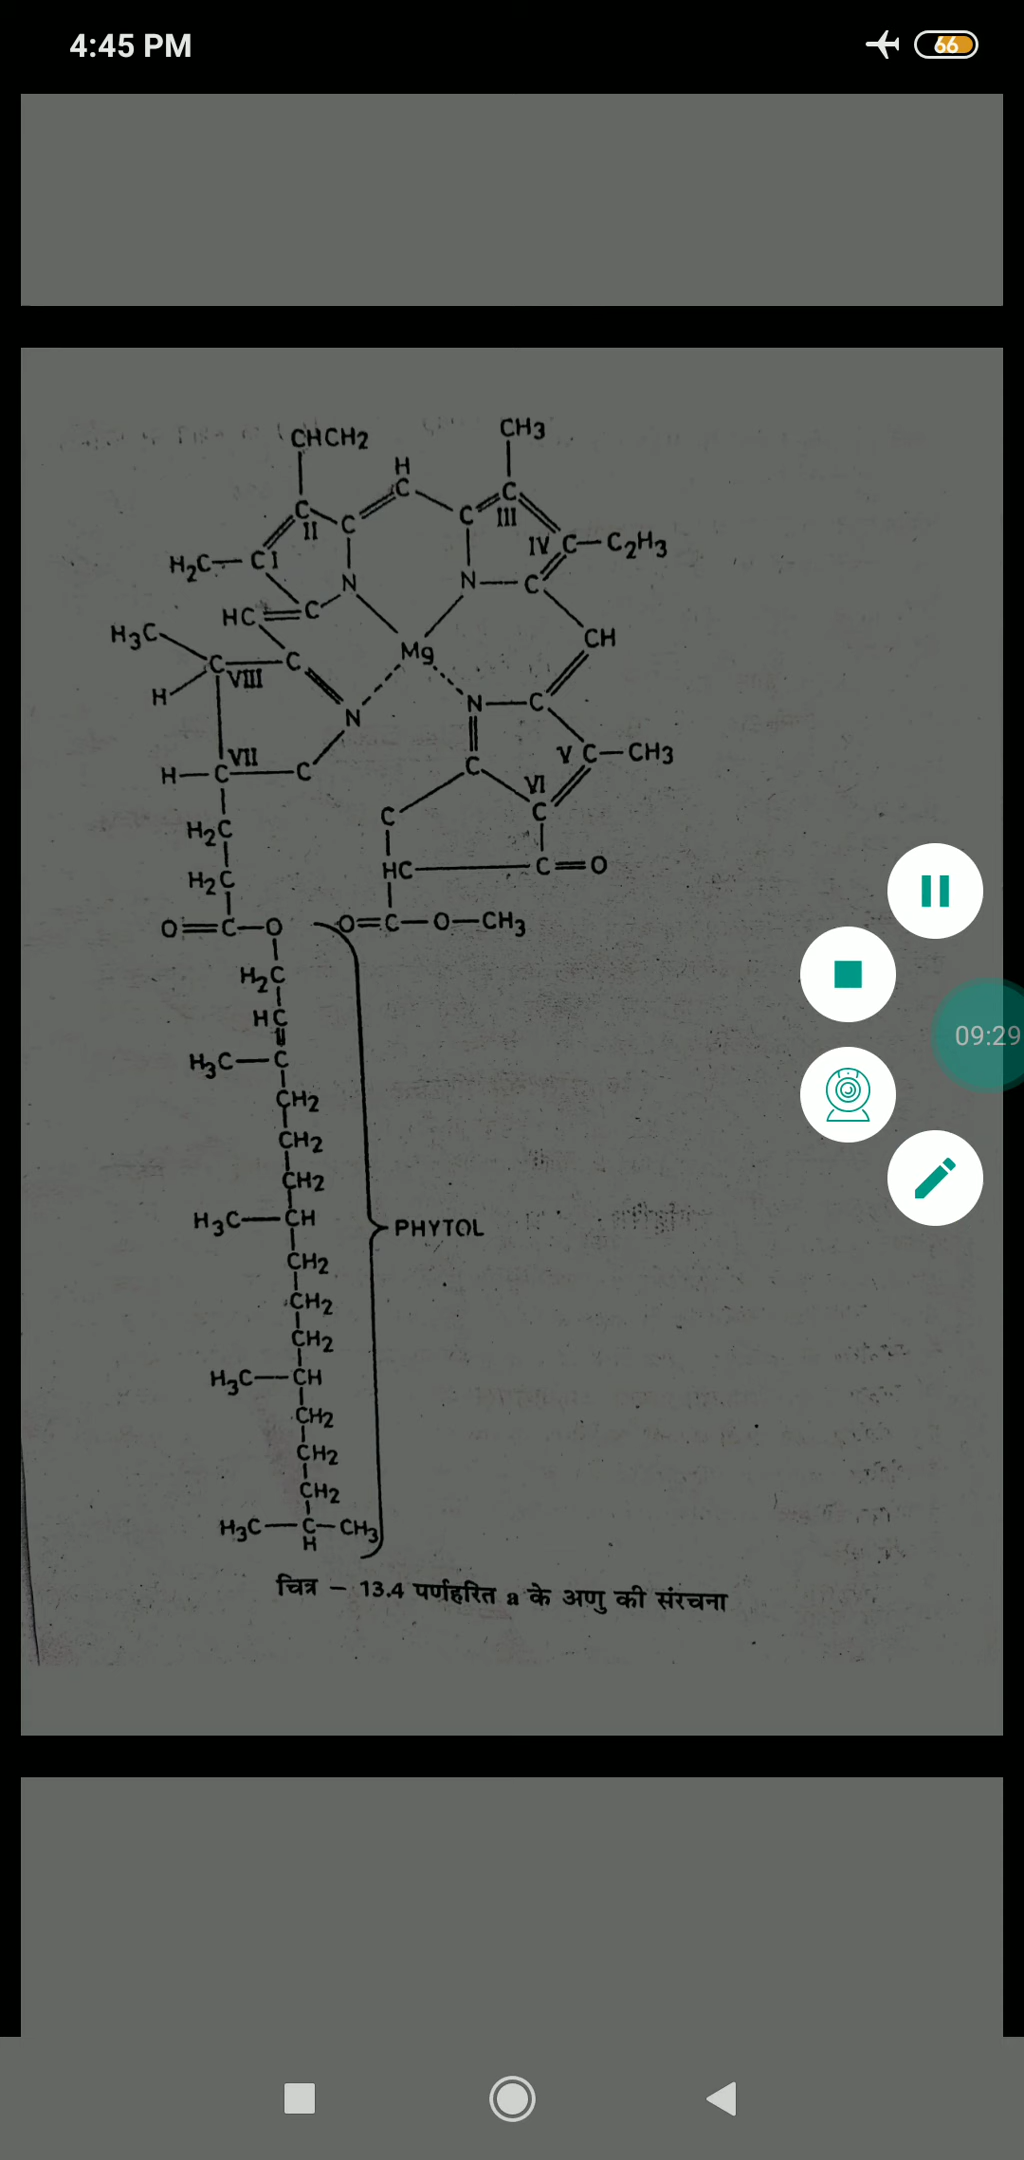 4:45 PM
66
CHCH2
CH3
H
C
C
C
II
C
C
III
IV
C—C2H3
H2C—C
I
N
N—C
HC=C
CH
H3C
Mg
C
VIII
C
H
N
N—C
VII
V
C—CH3
H—C—C
C
VI
C
C
H2C
HC—C=O
H2C
O=C—O
O=C—O—CH3
H2C
HC
09:29
H3C—C
CH2
CH2
CH2
H3C—CH
PHYTOL
CH2
CH2
CH2
H3C—CH
CH2
CH2
CH2
H3C—C—CH3
H
चित्र – 13.4 पर्णहरित a के अणु की संरचना